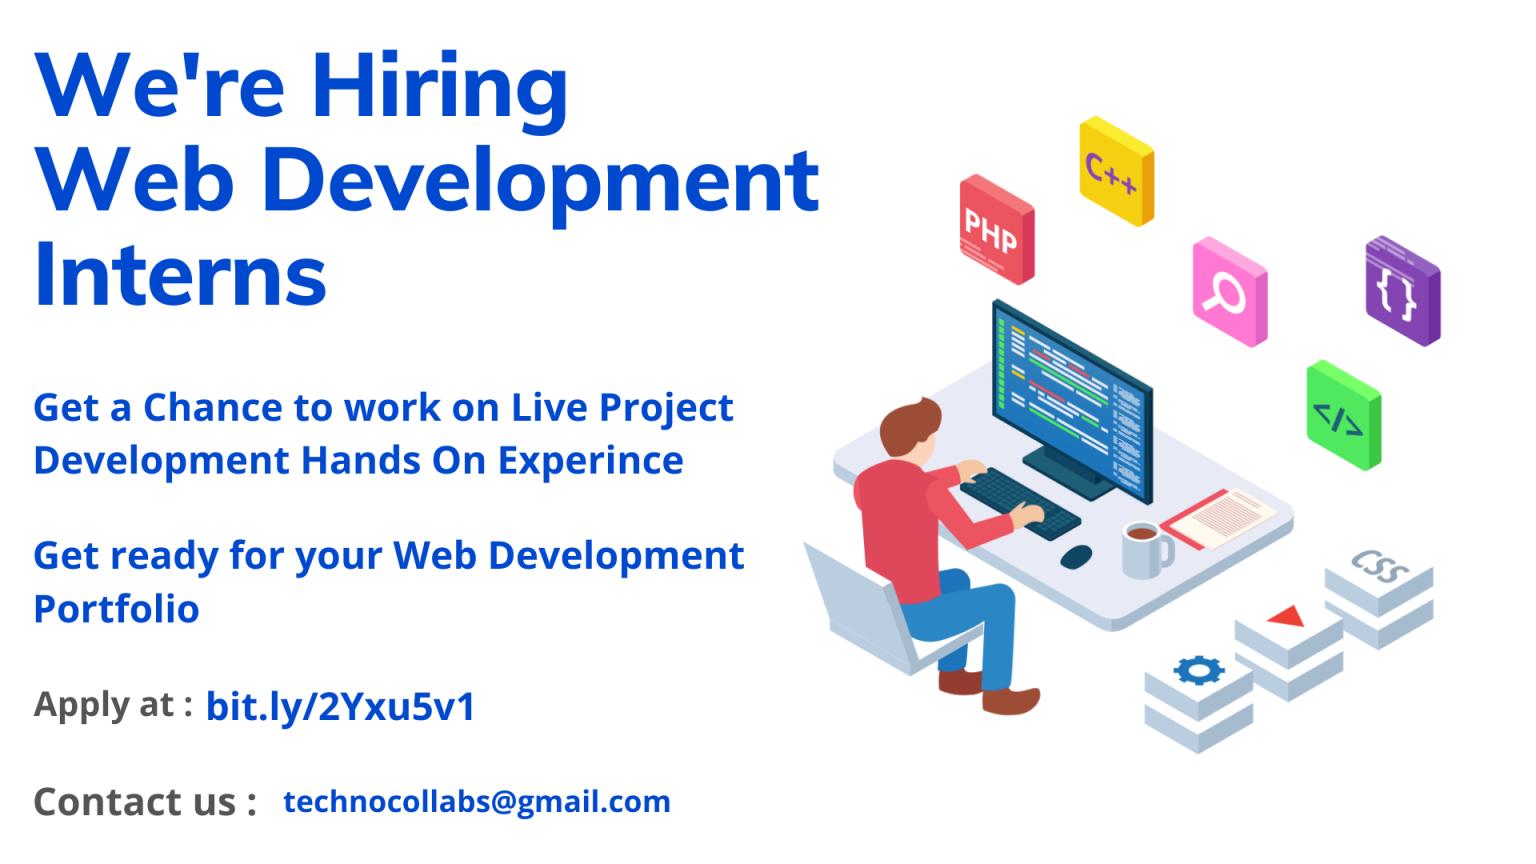 We're Hiring
Web Development
Interns
Get a Chance to work on Live Project
Development Hands On Experince
Get ready for your Web Development
Portfolio
Apply at : bit.ly/2Yxu5v1
Contact us : technocollabs@gmail.com
C++
PHP
{}
</>
CSS